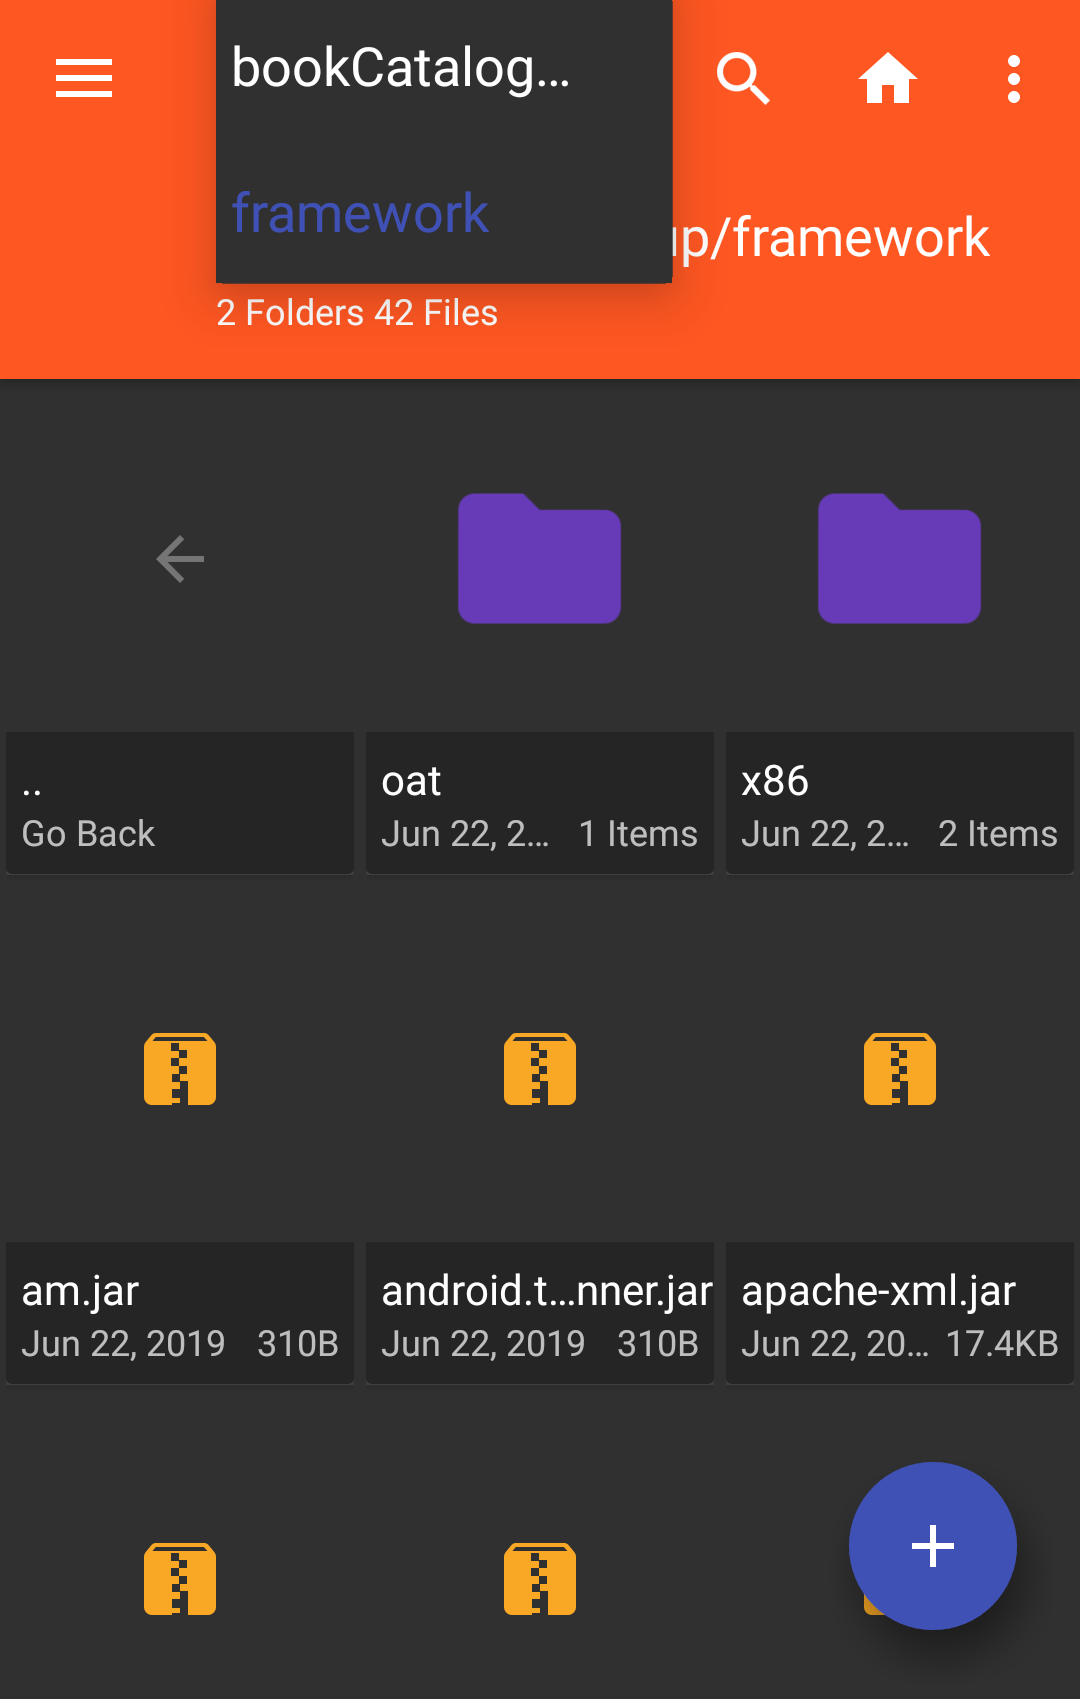 bookCatalog...
framework
up/framework
2 Folders 42 Files
..
Go Back
oat
Jun 22, 2... 1 Items
x86
Jun 22, 2... 2 Items
am.jar
Jun 22, 2019 310B
android.t...nner.jar
Jun 22, 2019 310B
apache-xml.jar
Jun 22, 20... 17.4KB